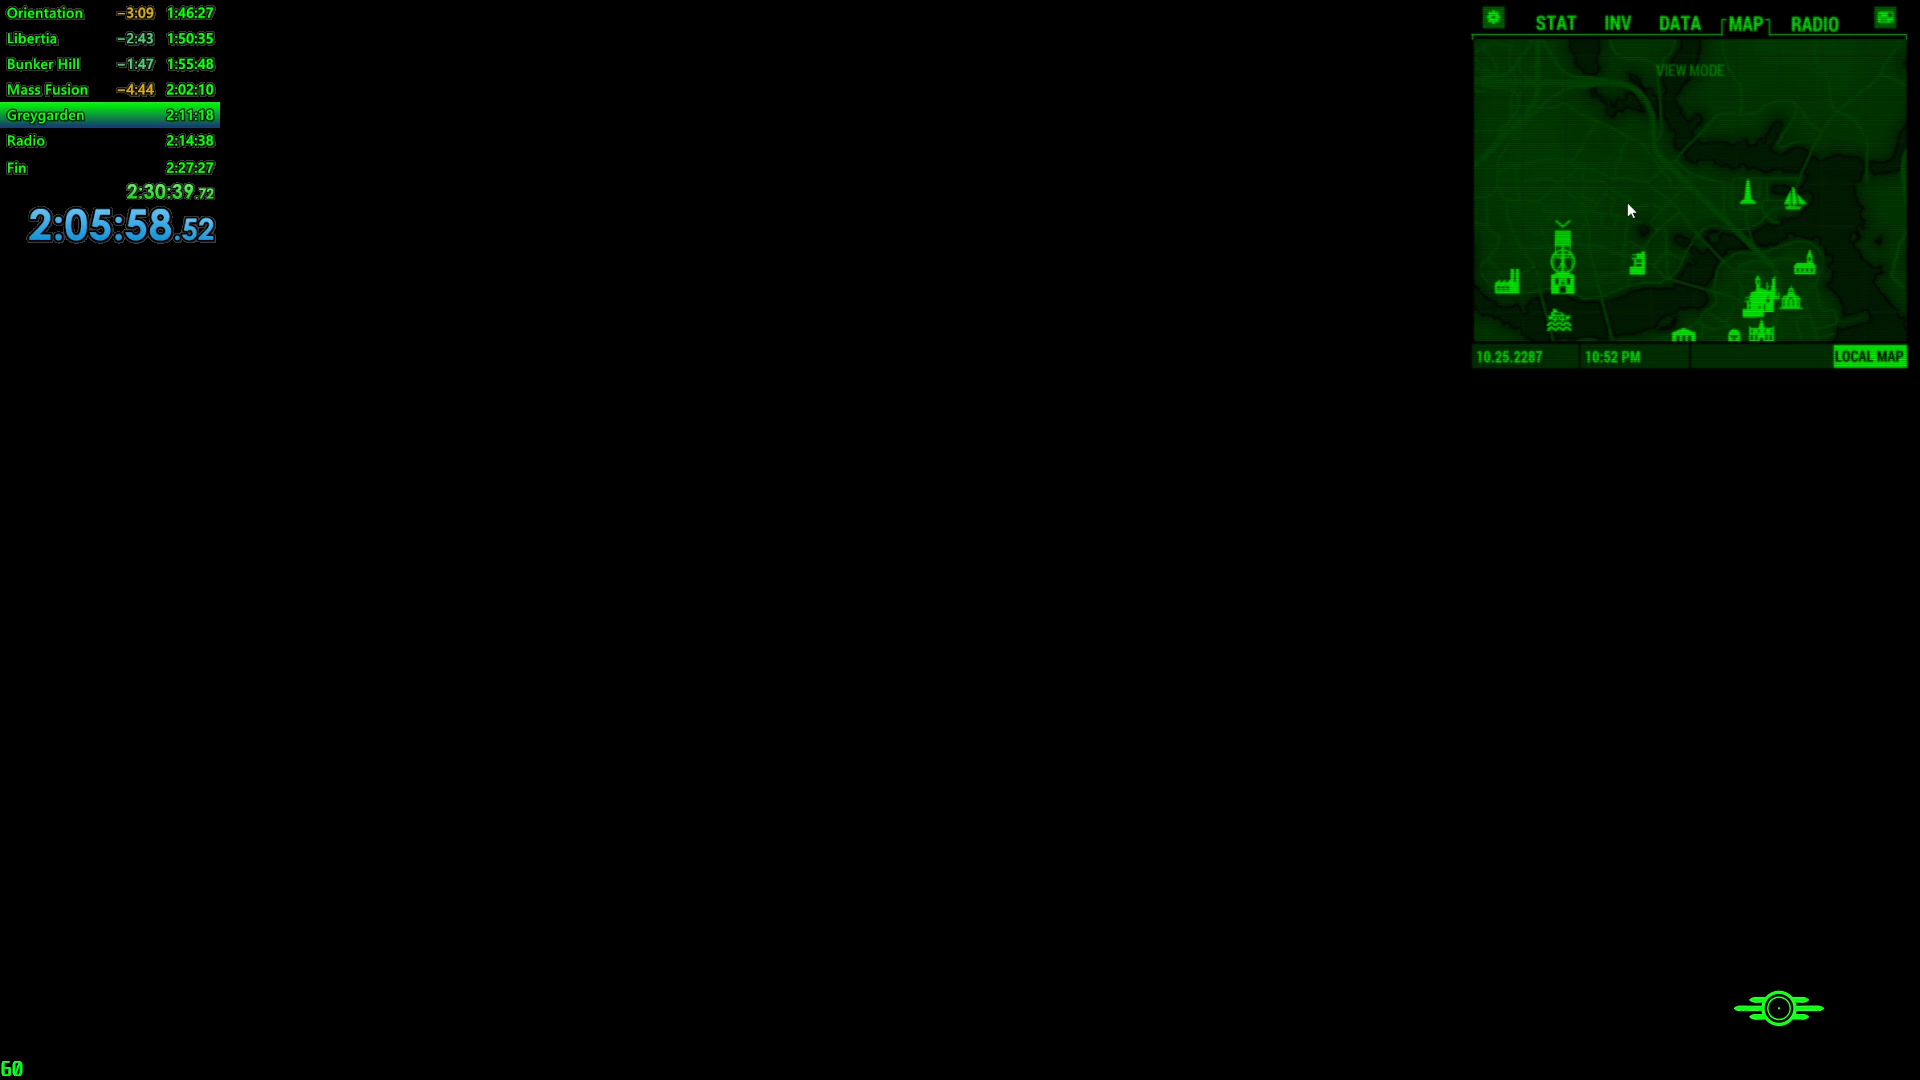 Orientation −3:09 1:46:27
Libertia −2:43 1:50:35
Bunker Hill −1:47 1:55:48
Mass Fusion −4:44 2:02:10
Greygarden 2:11:18
Radio 2:14:38
Fin 2:27:27
2:30:39.72
2:05:58.52
STAT INV DATA MAP RADIO
VIEW MODE
10.25.2287 10:52 PM LOCAL MAP
60